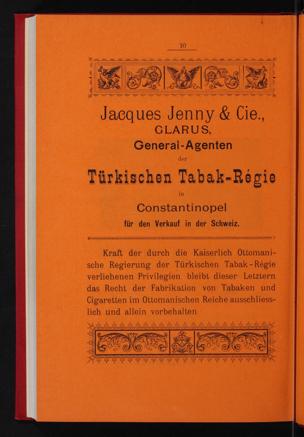 10
Jacques Jenny & Cie.,
GLARUS,
General-Agenten
der
Türkischen Tabak-Régie
in
Constantinopel
für den Verkauf in der Schweiz.
Kraft der durch die Kaiserlich Ottomani-
sche Regierung der Türkischen Tabak-Régie
verliehenen Privilegien bleibt dieser Letztern
das Recht der Fabrikation von Tabaken und
Cigaretten im Ottomanischen Reiche ausschliess-
lich und allein vorbehalten